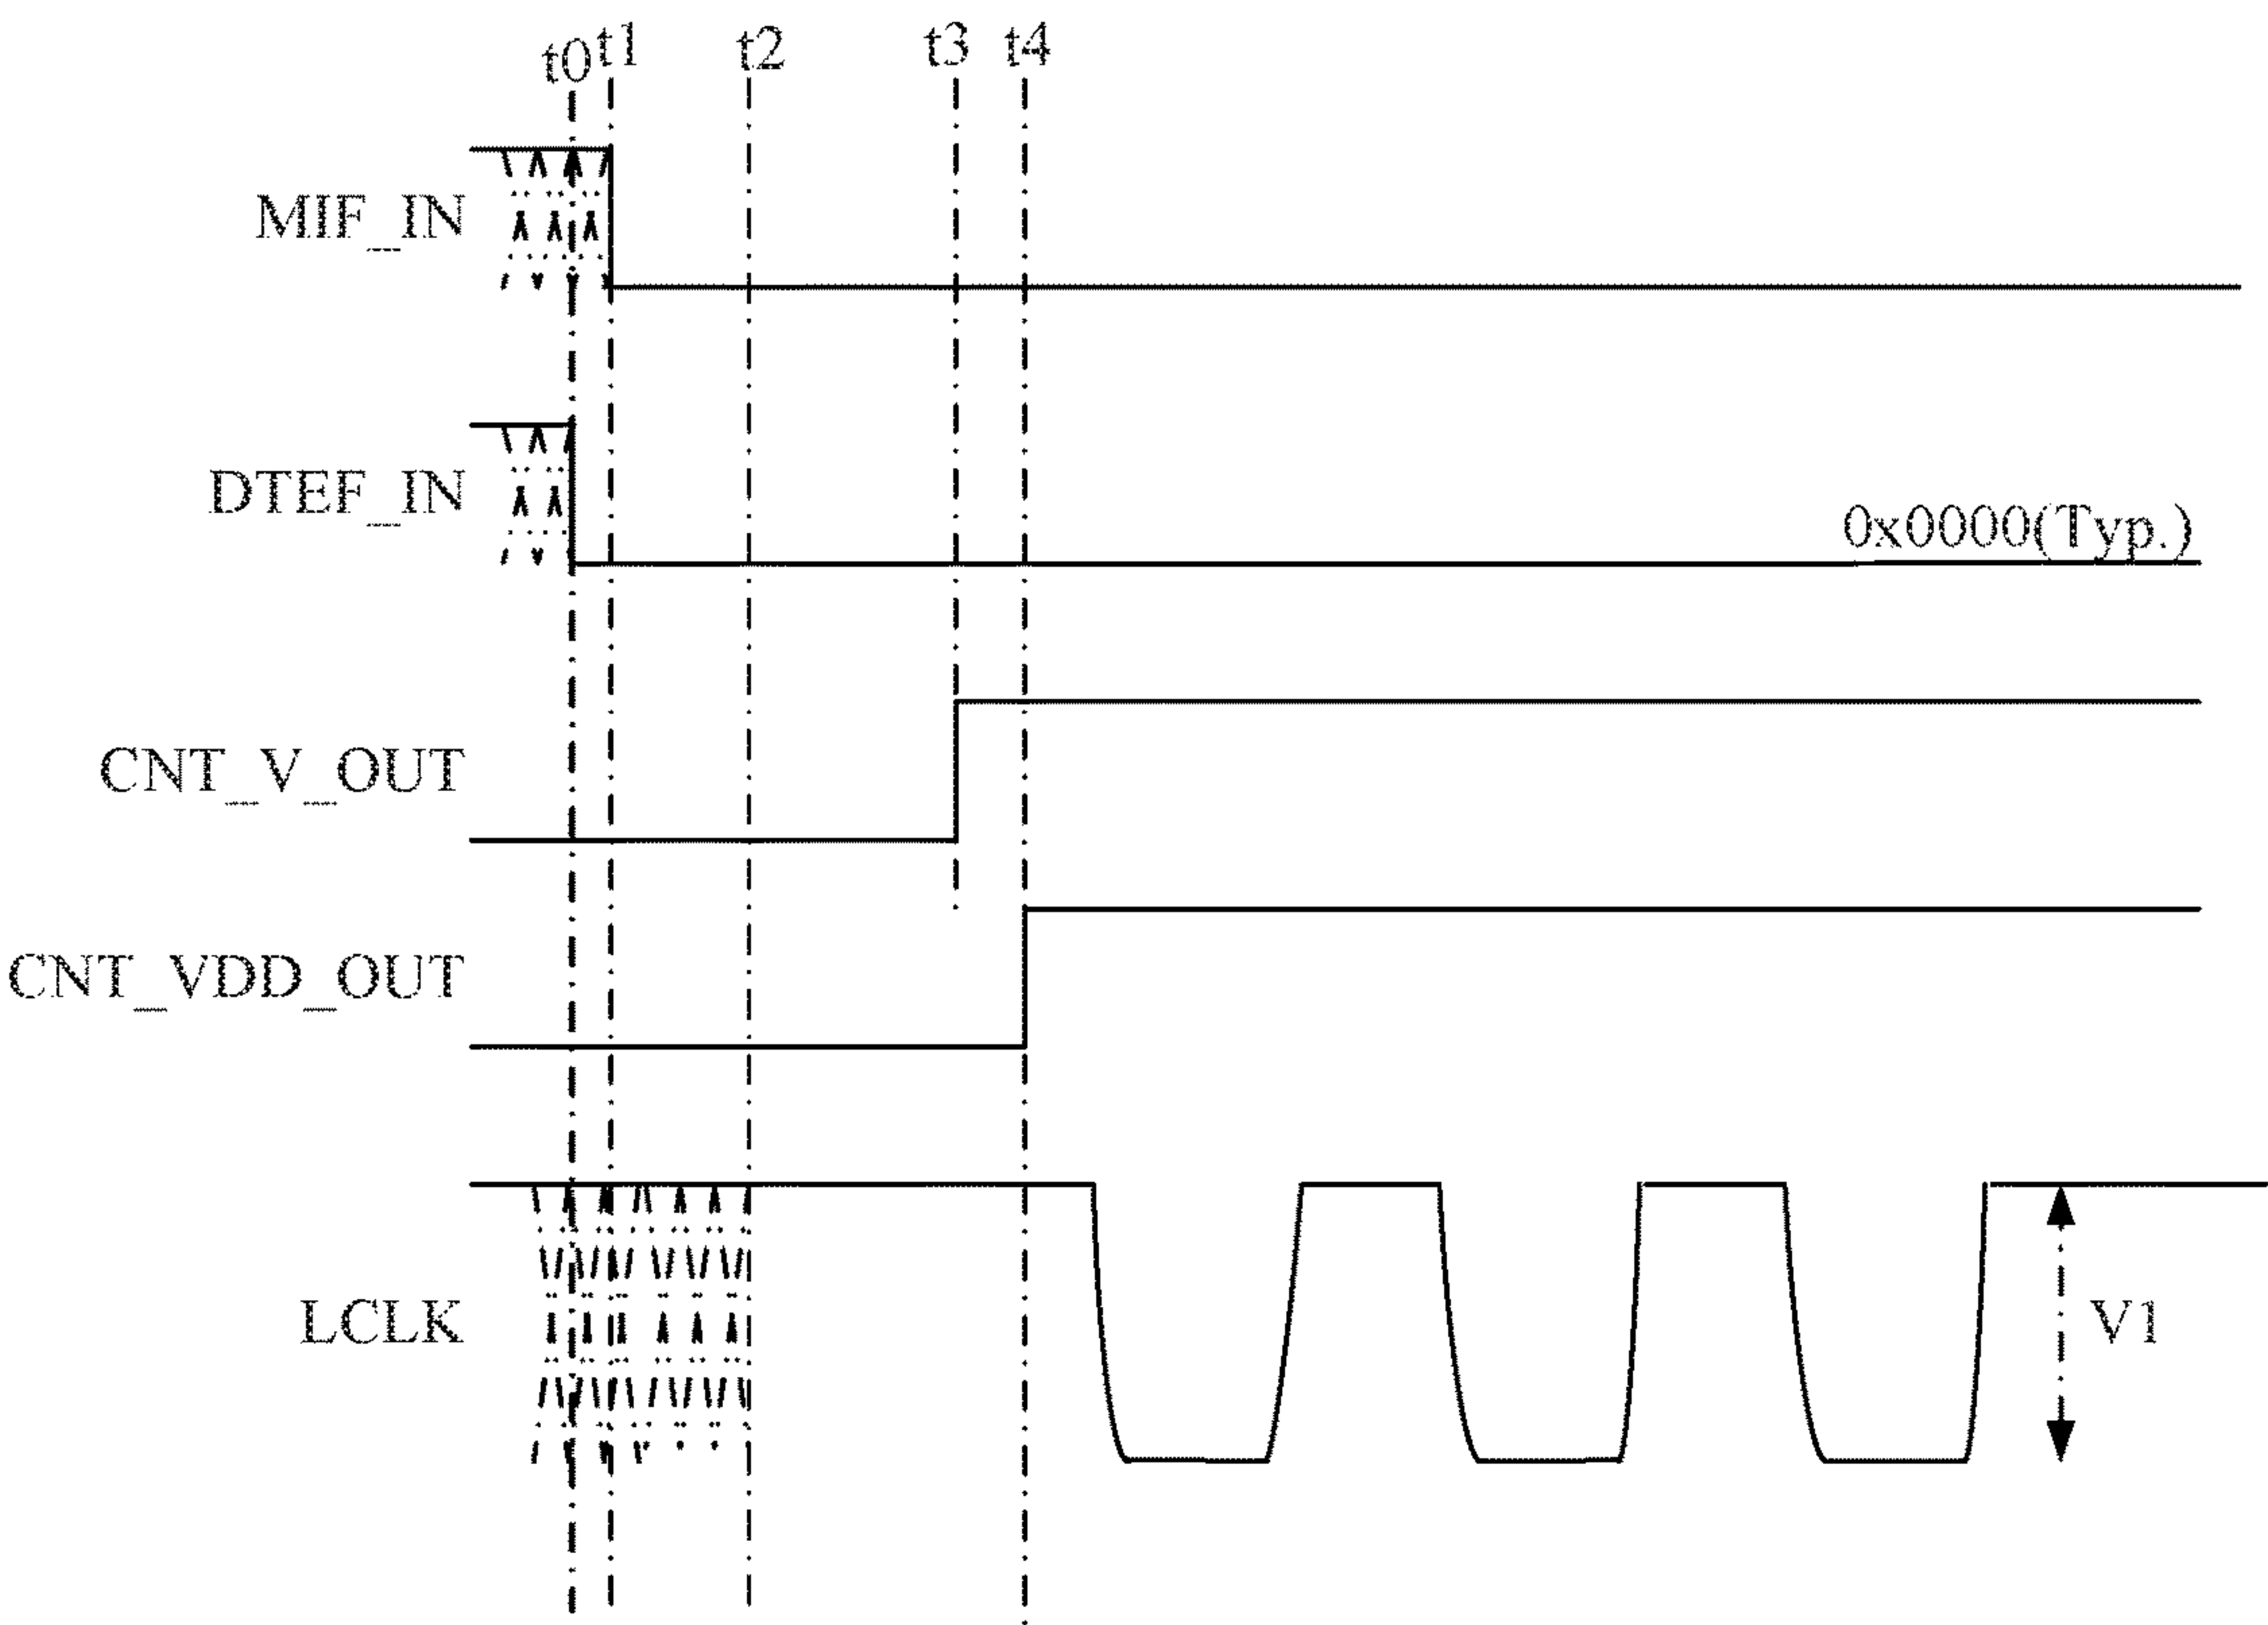 t0 t1 t2 t3 t4
MIF_IN
DTEF_IN
0x0000(Typ.)
CNT_V_OUT
CNT_VDD_OUT
LCLK
V1